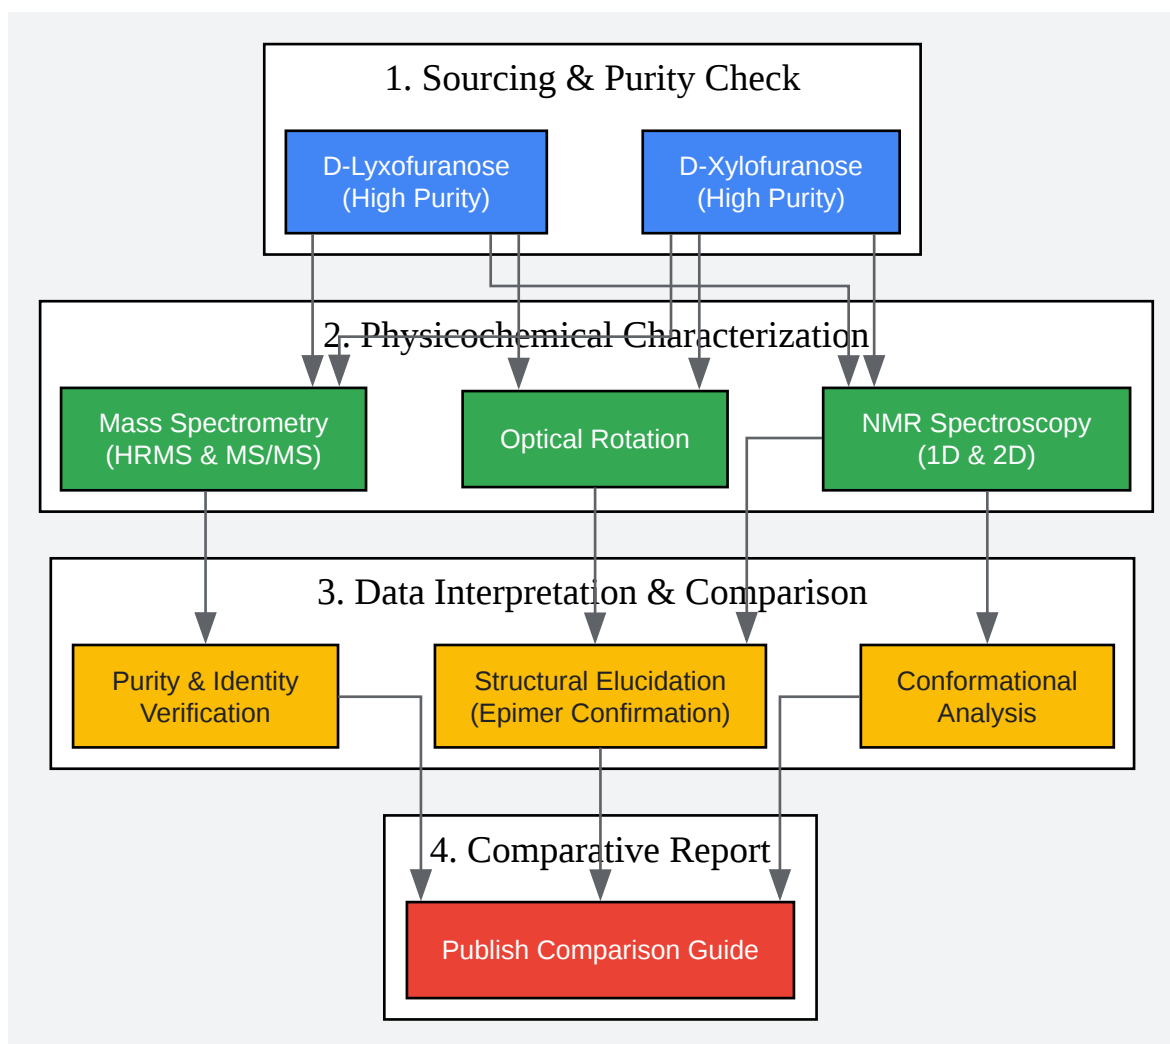 1. Sourcing & Purity Check
D-Lyxofuranose
(High Purity)
D-Xylofuranose
(High Purity)
2. Physicochemical Characterization
Mass Spectrometry
(HRMS & MS/MS)
Optical Rotation
NMR Spectroscopy
(1D & 2D)
3. Data Interpretation & Comparison
Purity & Identity
Verification
Structural Elucidation
(Epimer Confirmation)
Conformational
Analysis
4. Comparative Report
Publish Comparison Guide